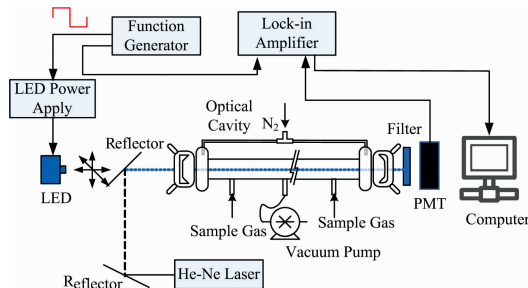 Function
Generator
Lock-in
Amplifier
LED Power
Apply
Optical
Cavity
N2
Reflector
Filter
LED
Sample Gas
Sample Gas
PMT
Computer
Vacuum Pump
Reflector
He-Ne Laser